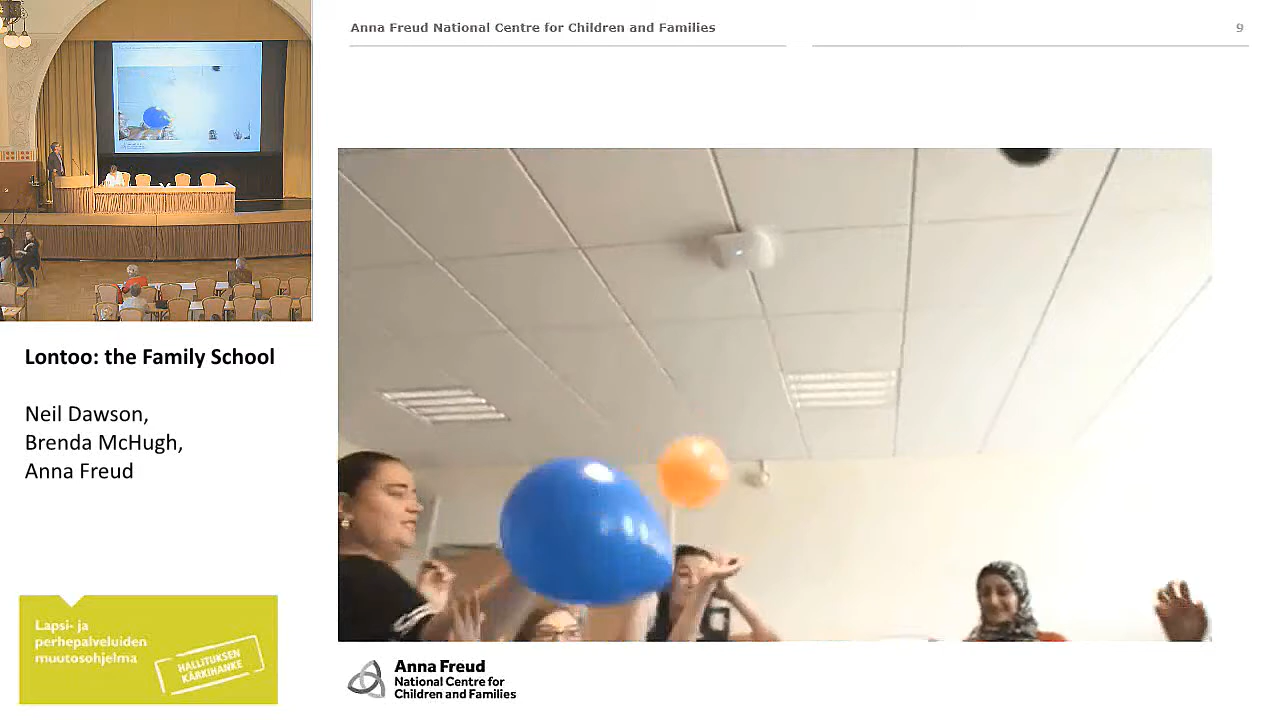 Anna Freud National Centre for Children and Families
9
Lontoo: the Family School
Neil Dawson,
Brenda McHugh,
Anna Freud
Lapsi- ja
perhepalveluiden
muutosohjelma
HALLITUKSEN
KÄRKIHANKE
Anna Freud
National Centre for
Children and Families